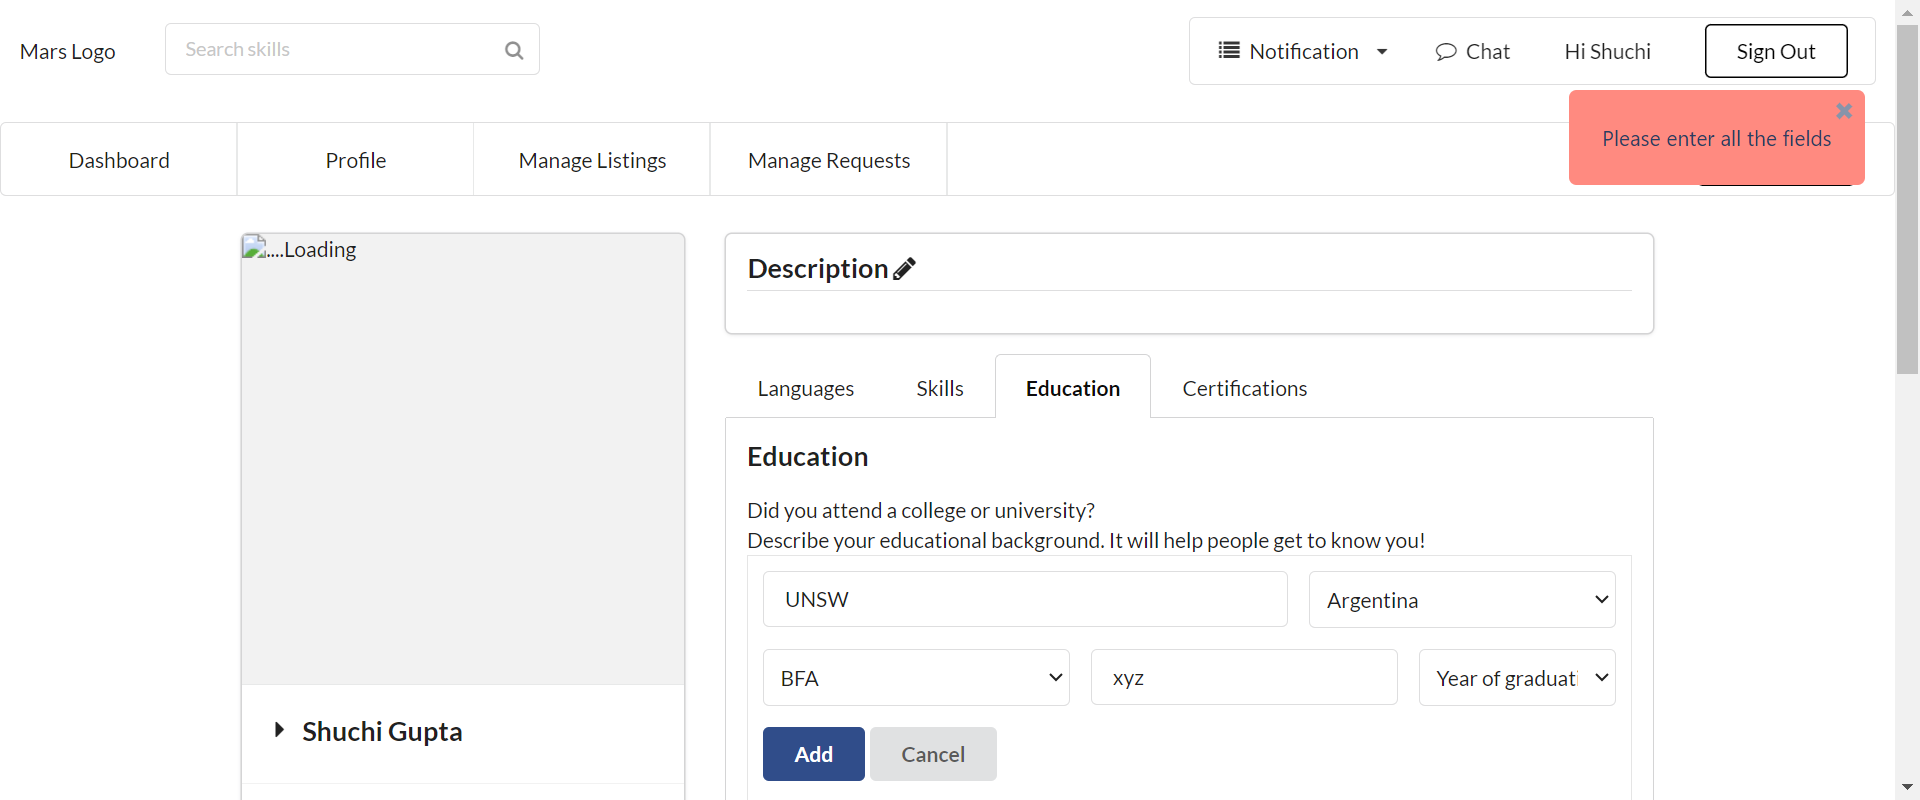 Mars Logo
Search skills
Notification
Chat
Hi Shuchi
Sign Out
Please enter all the fields
Dashboard
Profile
Manage Listings
Manage Requests
....Loading
Description
Languages
Skills
Education
Certifications
Education
Did you attend a college or university?
Describe your educational background. It will help people get to know you!
UNSW
Argentina
BFA
xyz
Year of graduati
Add
Cancel
Shuchi Gupta